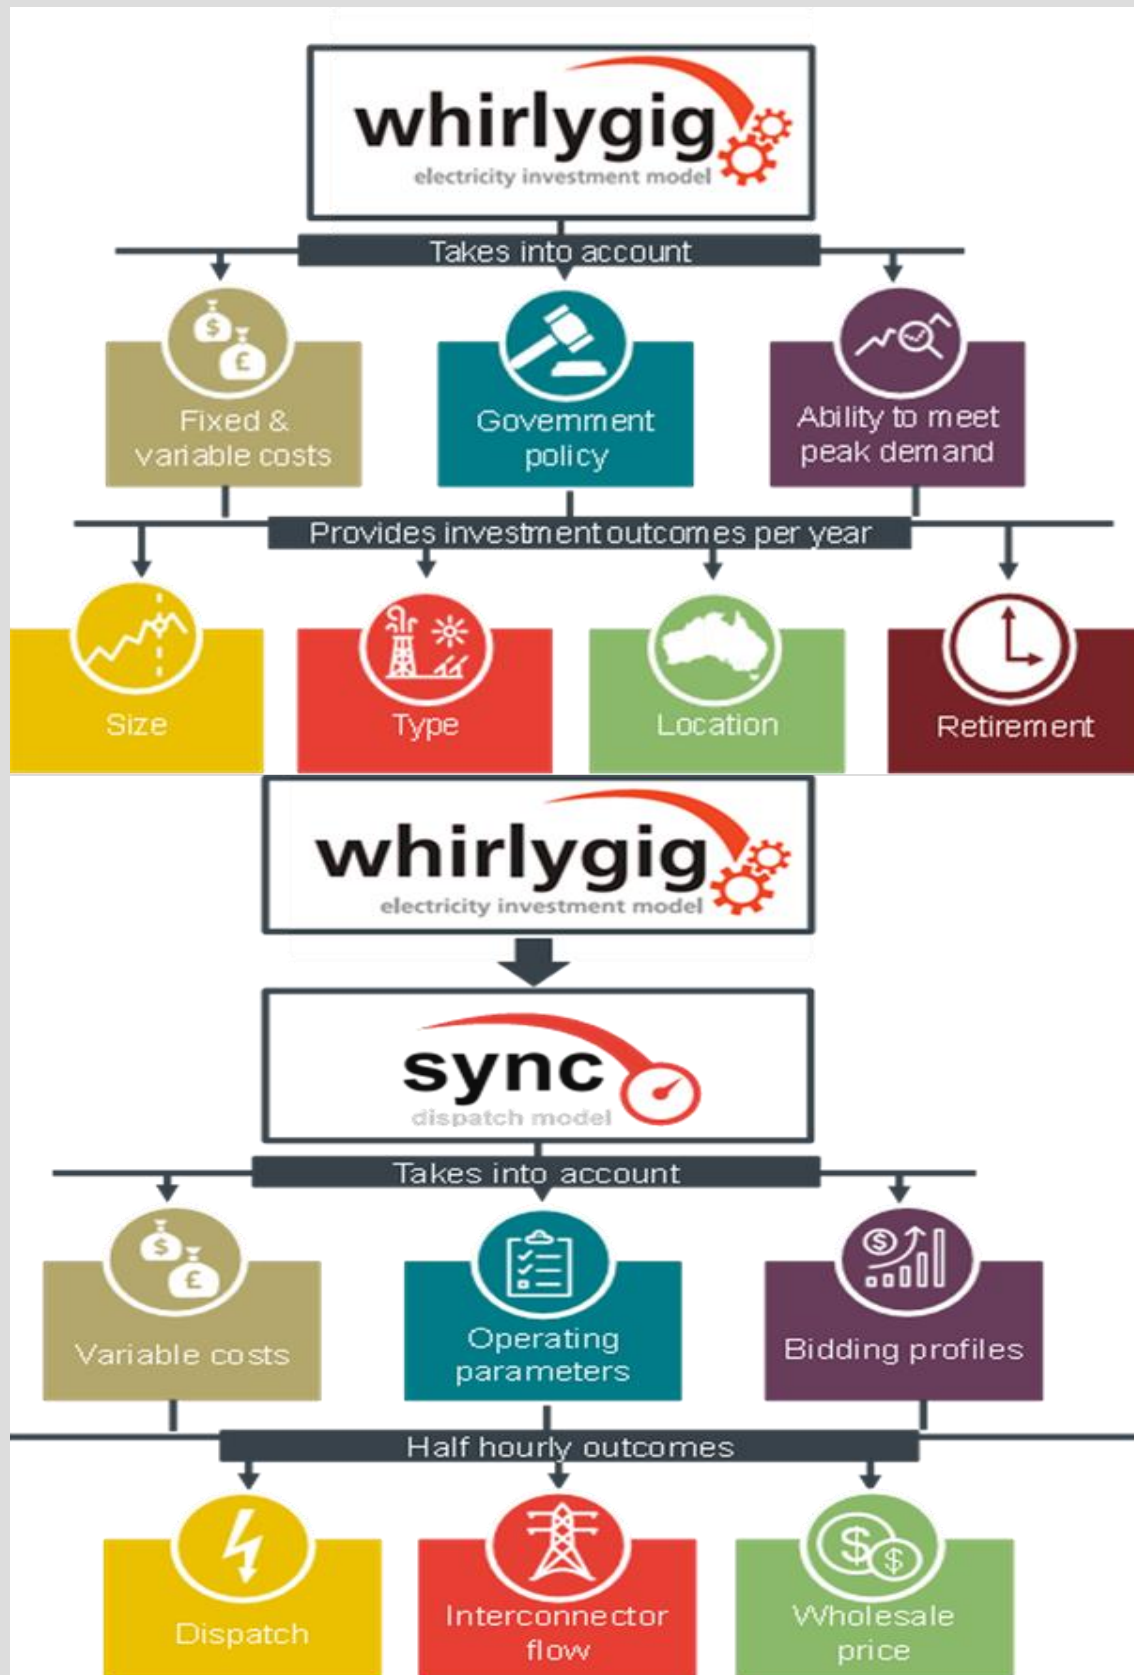 whirlygig
electricity investment model
Takes into account
$
£
Fixed &
variable costs
Government
policy
Ability to meet
peak demand
Provides investment outcomes per year
Size
Type
Location
Retirement
whirlygig
electricity investment model
sync
dispatch model
Takes into account
$
£
$
Variable costs
Operating
parameters
Bidding profiles
Half hourly outcomes
$
$
Dispatch
Interconnector
flow
Wholesale
price